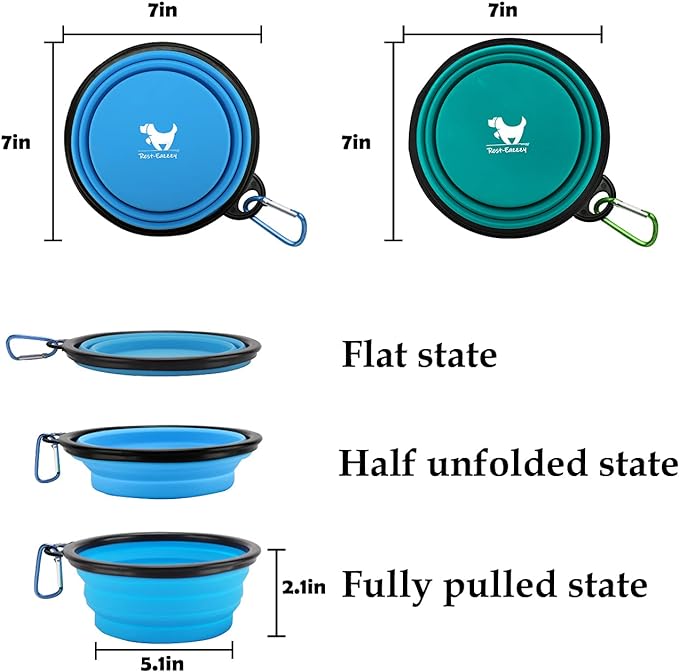 7in
7in
7in
7in
Rest-Eazzzy
Rest-Eazzzy
Flat state
Half unfolded state
2.1in
Fully pulled state
5.1in